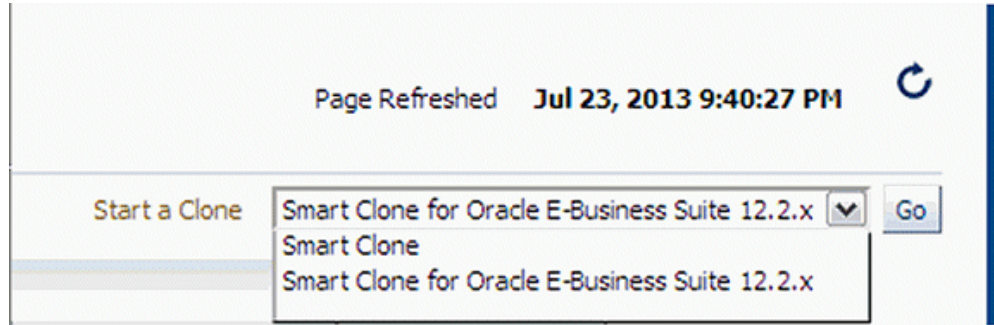 Page Refreshed Jul 23, 2013 9:40:27 PM
Start a Clone Smart Clone for Oracle E-Business Suite 12.2.x Go
Smart Clone
Smart Clone for Oracle E-Business Suite 12.2.x